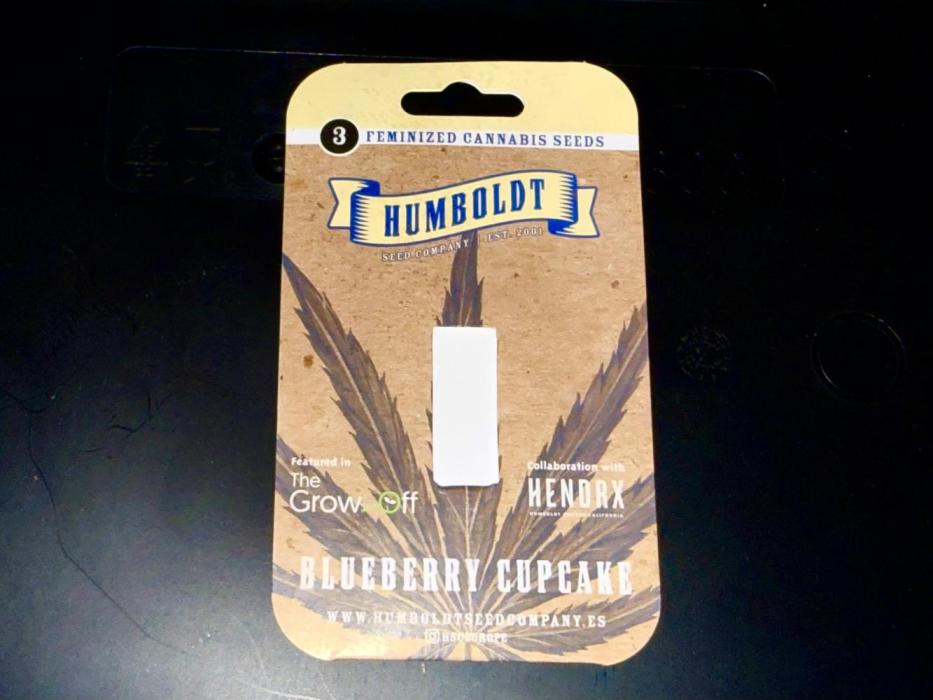 3 FEMINIZED CANNABIS SEEDS
HUMBOLDT
SEED COMPANY EST. 2001
Featured in
The
Grow-Off
Collaboration with
HENDRX
BLUEBERRY CUPCAKE
WWW.HUMBOLDTSEEDCOMPANY.ES
HSCEUROPE